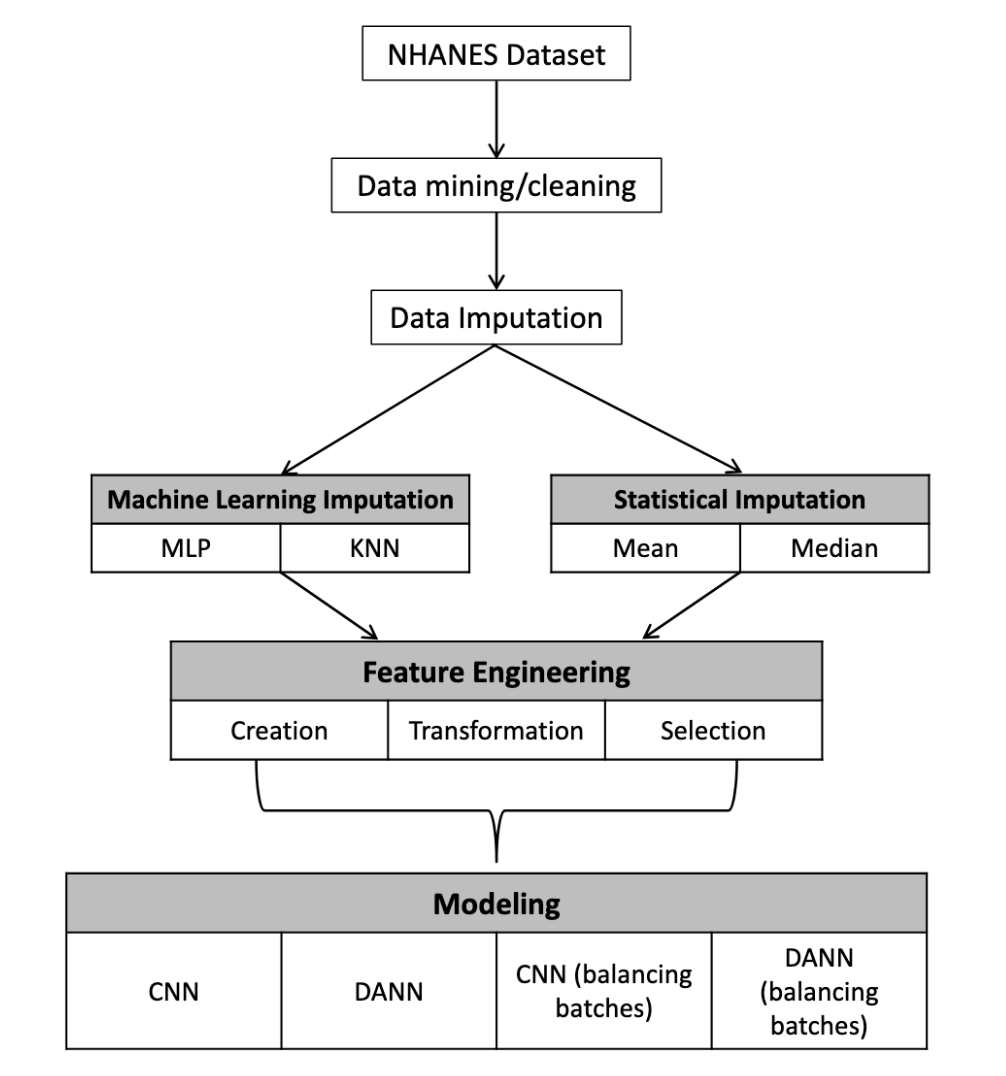 NHANES Dataset
Data mining/cleaning
Data Imputation
Machine Learning Imputation
MLP
KNN
Statistical Imputation
Mean
Median
Feature Engineering
Creation
Transformation
Selection
Modeling
CNN
DANN
CNN (balancing
batches)
DANN
(balancing
batches)